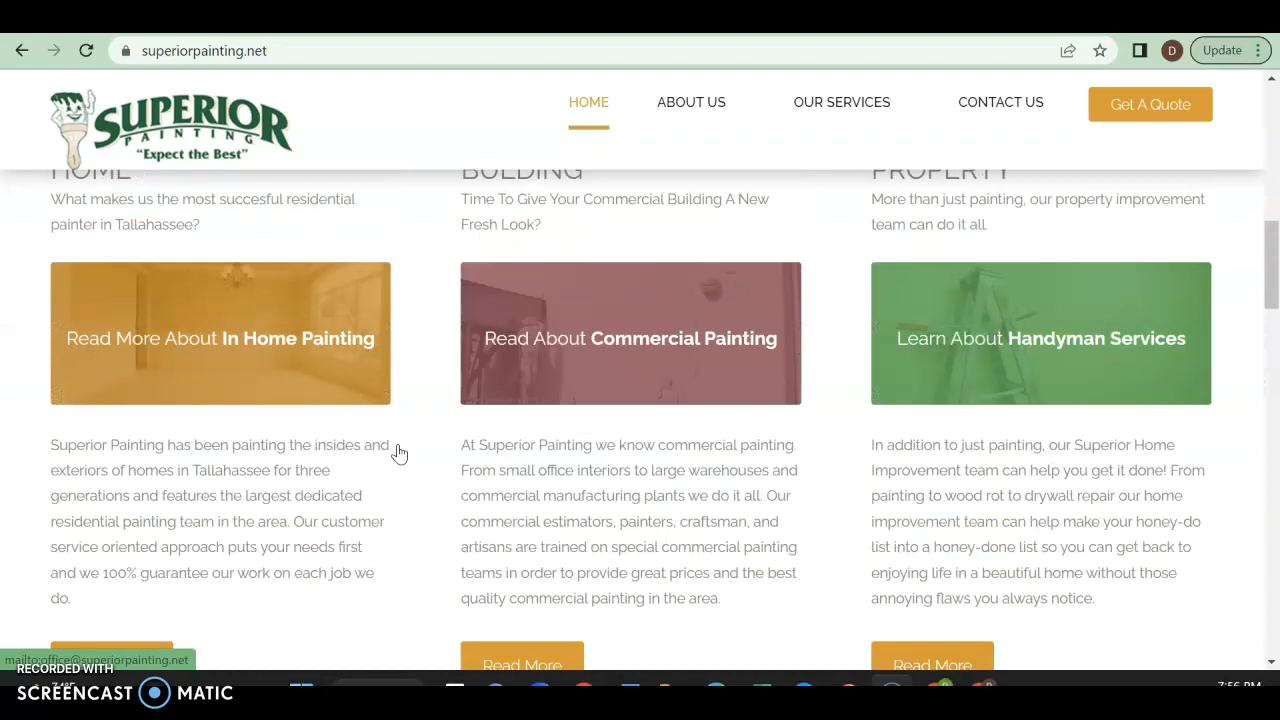 superiorpainting.net
D
Update
SUPERIOR
PAINTING
"Expect the Best"
HOME
ABOUT US
OUR SERVICES
CONTACT US
Get A Quote
HOME
What makes us the most succesful residential
painter in Tallahassee?
Read More About In Home Painting
Superior Painting has been painting the insides and
exteriors of homes in Tallahassee for three
generations and features the largest dedicated
residential painting team in the area. Our customer
service oriented approach puts your needs first
and we 100% guarantee our work on each job we
do.
BUILDING
Time To Give Your Commercial Building A New
Fresh Look?
Read About Commercial Painting
At Superior Painting we know commercial painting.
From small office interiors to large warehouses and
commercial manufacturing plants we do it all. Our
commercial estimators, painters, craftsman, and
artisans are trained on special commercial painting
teams in order to provide great prices and the best
quality commercial painting in the area.
Read More
PROPERTY
More than just painting, our property improvement
team can do it all.
Learn About Handyman Services
In addition to just painting, our Superior Home
Improvement team can help you get it done! From
painting to wood rot to drywall repair our home
improvement team can help make your honey-do
list into a honey-done list so you can get back to
enjoying life in a beautiful home without those
annoying flaws you always notice.
Read More
mailto:office@superiorpainting.net
RECORDED WITH
SCREENCAST MATIC
7:56 PM